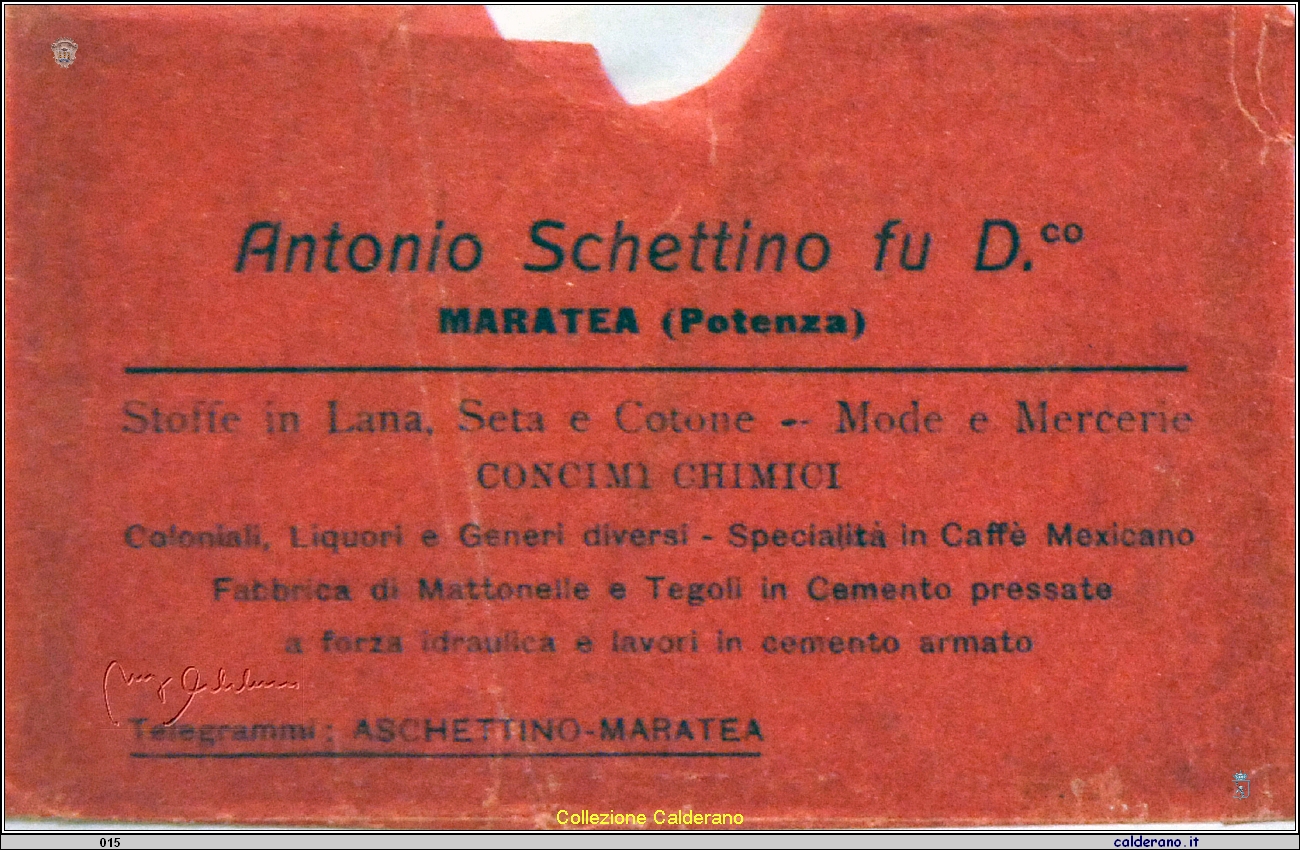 Antonio Schettino fu D.co
MARATEA (Potenza)
Stoffe in Lana, Seta e Cotone -- Mode e Mercerie
CONCIMI CHIMICI
Coloniali, Liquori e Generi diversi - Specialità in Caffè Mexicano
Fabbrica di Mattonelle e Tegoli in Cemento pressate
a forza idraulica e lavori in cemento armato
Telegrammi: ASCHETTINO-MARATEA
Collezione Calderano
015
calderano.it